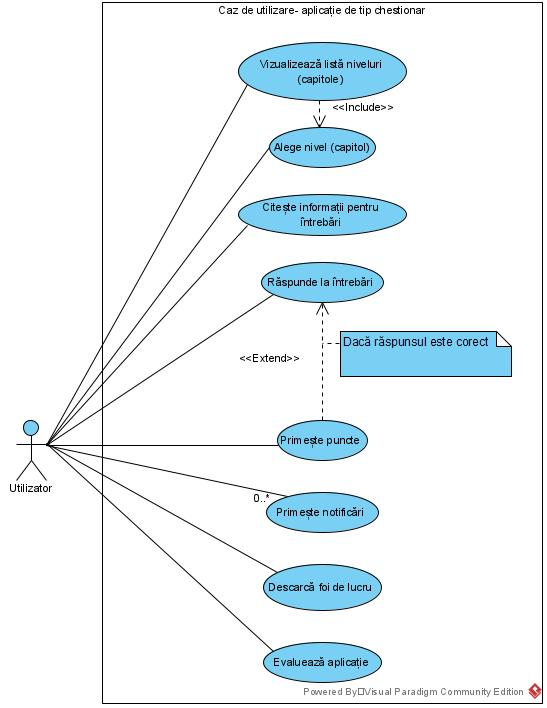 Caz de utilizare- aplicație de tip chestionar
Vizualizează listă niveluri
(capitole)
<<Include>>
Alege nivel (capitol)
Citește informații pentru
întrebări
Răspunde la întrebări
Dacă răspunsul este corect
<<Extend>>
Primește puncte
Utilizator
0..*
Primește notificări
Descarcă foi de lucru
Evaluează aplicație
Powered By Visual Paradigm Community Edition